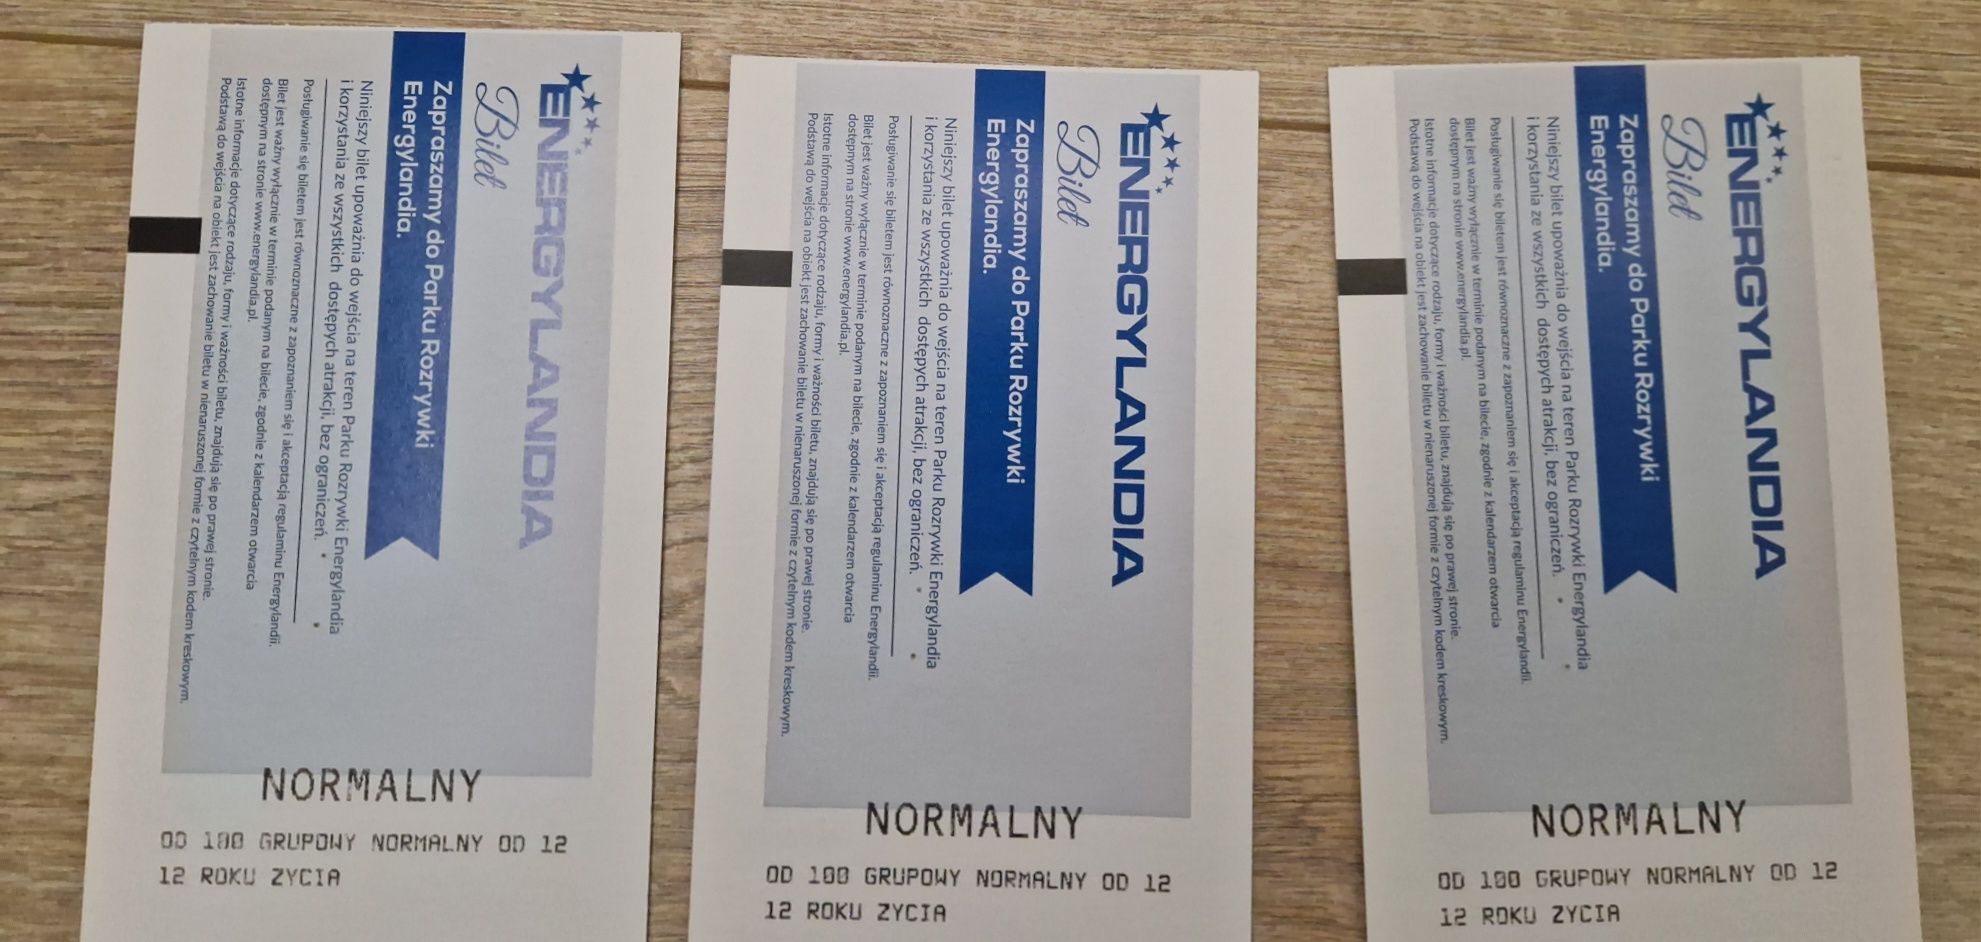 ENERGYLANDIA
Bilet
Zapraszamy do Parku Rozrywki
Energylandia.
Niniejszy bilet upoważnia do wejścia na teren Parku Rozrywki Energylandia
i korzystania ze wszystkich dostępych atrakcji, bez ograniczeń.
Posługiwanie się biletem jest równoznaczne z zapoznaniem się i akceptacją regulaminu Energylandii.
Bilet jest ważny wyłącznie w terminie podanym na bilecie, zgodnie z kalendarzem otwarcia
dostępnym na stronie www.energylandia.pl.
Istotne informacje dotyczące rodzaju, formy i ważności biletu, znajdują się po prawej stronie.
Podstawą do wejścia na obiekt jest zachowanie biletu w nienaruszonej formie z czytelnym kodem kreskowym.
NORMALNY
OD 100 GRUPOWY NORMALNY OD 12
12 ROKU ZYCIA
ENERGYLANDIA
Bilet
Zapraszamy do Parku Rozrywki
Energylandia.
Niniejszy bilet upoważnia do wejścia na teren Parku Rozrywki Energylandia
i korzystania ze wszystkich dostępych atrakcji, bez ograniczeń.
Posługiwanie się biletem jest równoznaczne z zapoznaniem się i akceptacją regulaminu Energylandii.
Bilet jest ważny wyłącznie w terminie podanym na bilecie, zgodnie z kalendarzem otwarcia
dostępnym na stronie www.energylandia.pl.
Istotne informacje dotyczące rodzaju, formy i ważności biletu, znajdują się po prawej stronie.
Podstawą do wejścia na obiekt jest zachowanie biletu w nienaruszonej formie z czytelnym kodem kreskowym.
NORMALNY
OD 100 GRUPOWY NORMALNY OD 12
12 ROKU ZYCIA
ENERGYLANDIA
Bilet
Zapraszamy do Parku Rozrywki
Energylandia.
Niniejszy bilet upoważnia do wejścia na teren Parku Rozrywki Energylandia
i korzystania ze wszystkich dostępych atrakcji, bez ograniczeń.
Posługiwanie się biletem jest równoznaczne z zapoznaniem się i akceptacją regulaminu Energylandii.
Bilet jest ważny wyłącznie w terminie podanym na bilecie, zgodnie z kalendarzem otwarcia
dostępnym na stronie www.energylandia.pl.
Istotne informacje dotyczące rodzaju, formy i ważności biletu, znajdują się po prawej stronie.
Podstawą do wejścia na obiekt jest zachowanie biletu w nienaruszonej formie z czytelnym kodem kreskowym.
NORMALNY
OD 100 GRUPOWY NORMALNY OD 12
12 ROKU ZYCIA